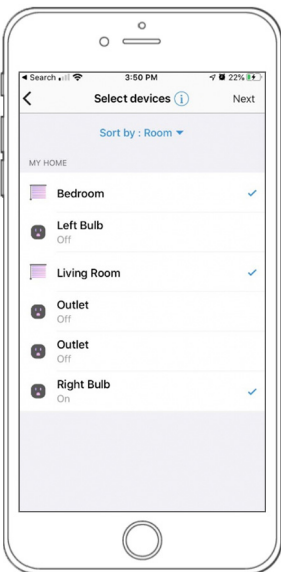 Search 3:50 PM 22%
Select devices i Next
Sort by : Room
MY HOME
Bedroom
Left Bulb
Off
Living Room
Outlet
Off
Outlet
Off
Right Bulb
On